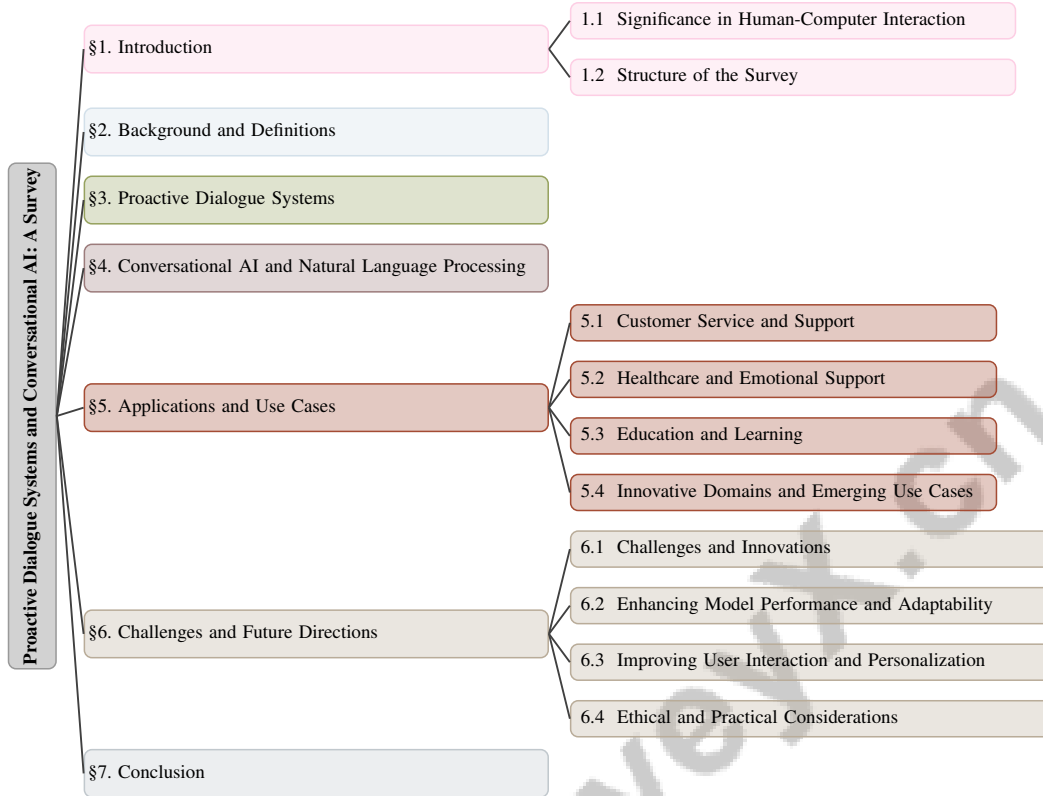 Proactive Dialogue Systems and Conversational AI: A Survey
§1. Introduction
1.1 Significance in Human-Computer Interaction
1.2 Structure of the Survey
§2. Background and Definitions
§3. Proactive Dialogue Systems
§4. Conversational AI and Natural Language Processing
§5. Applications and Use Cases
5.1 Customer Service and Support
5.2 Healthcare and Emotional Support
5.3 Education and Learning
5.4 Innovative Domains and Emerging Use Cases
§6. Challenges and Future Directions
6.1 Challenges and Innovations
6.2 Enhancing Model Performance and Adaptability
6.3 Improving User Interaction and Personalization
6.4 Ethical and Practical Considerations
§7. Conclusion
veyx.cn